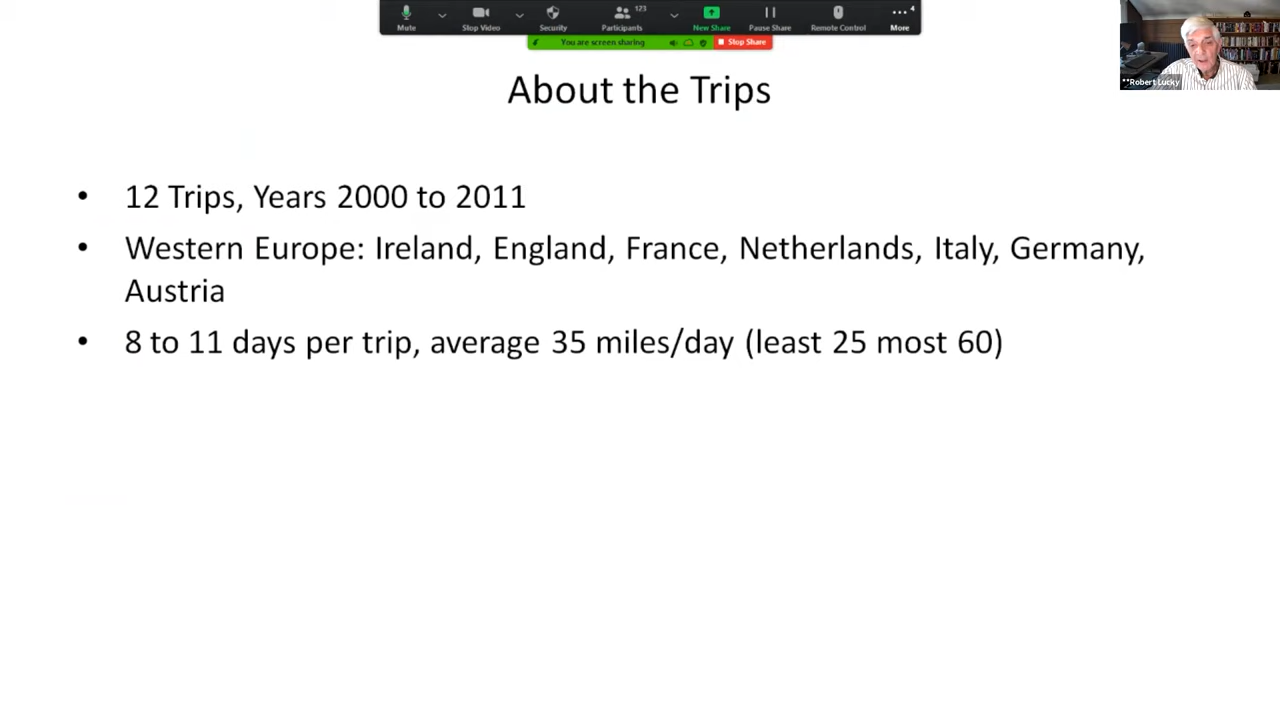 123
4
Mute
Stop Video
Security
Participants
New Share
Pause Share
Remote Control
More
You are screen sharing
Stop Share
**Robert Lucky
About the Trips
• 12 Trips, Years 2000 to 2011
• Western Europe: Ireland, England, France, Netherlands, Italy, Germany,
Austria
• 8 to 11 days per trip, average 35 miles/day (least 25 most 60)